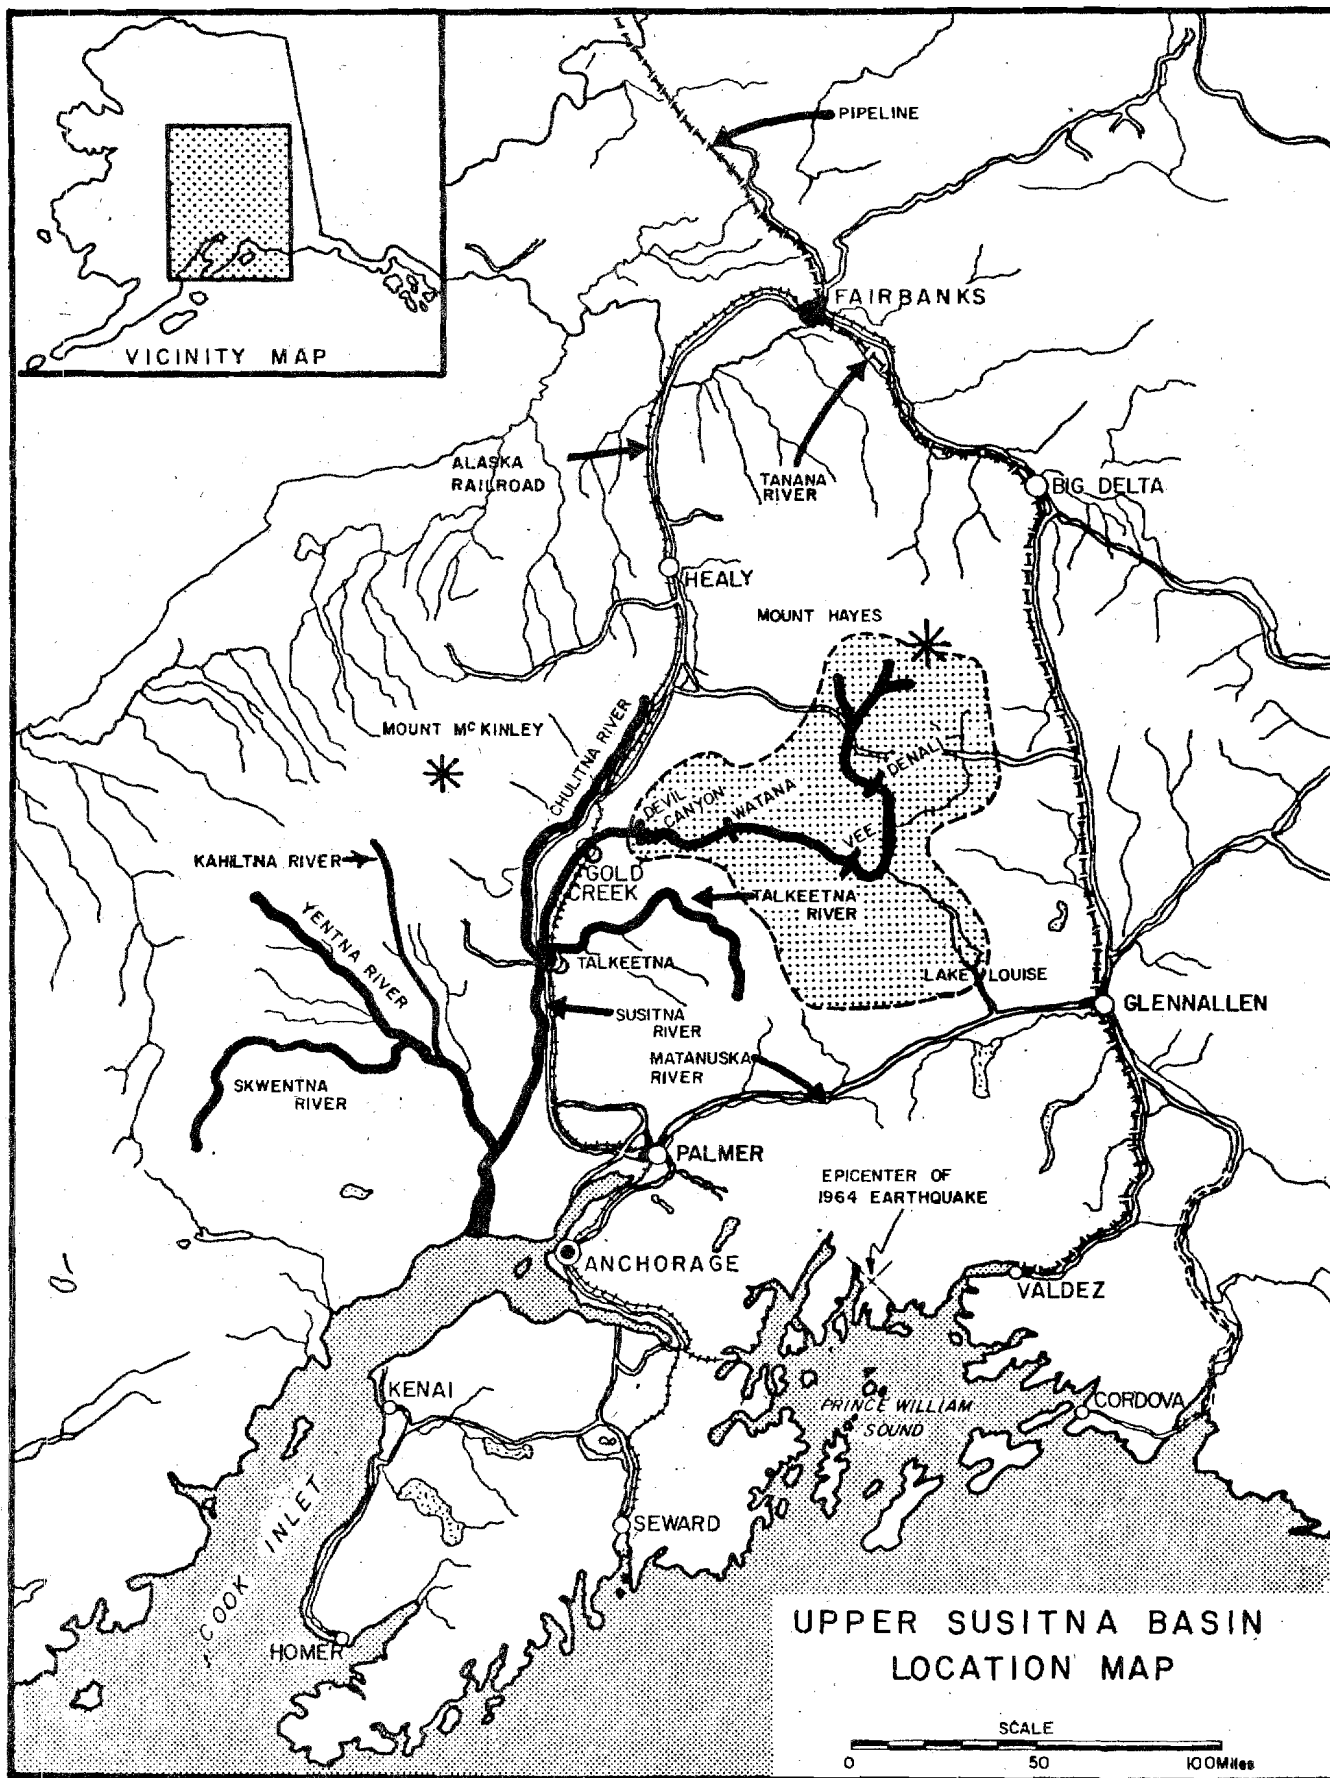 PIPELINE
VICINITY MAP
FAIRBANKS
ALASKA
RAILROAD
TANANA
RIVER
BIG DELTA
HEALY
MOUNT HAYES
MOUNT McKINLEY
CHULITNA RIVER
DENALI
DEVIL
CANYON
WATANA
VEE
KAHILTNA RIVER
GOLD
CREEK
YENTNA RIVER
TALKEETNA
RIVER
TALKEETNA
LAKE LOUISE
GLENNALLEN
SUSITNA
RIVER
MATANUSKA
RIVER
SKWENTNA
RIVER
PALMER
EPICENTER OF
1964 EARTHQUAKE
ANCHORAGE
VALDEZ
KENAI
PRINCE WILLIAM
SOUND
CORDOVA
COOK INLET
SEWARD
HOMER
UPPER SUSITNA BASIN
LOCATION MAP
SCALE
0 50 100 Miles